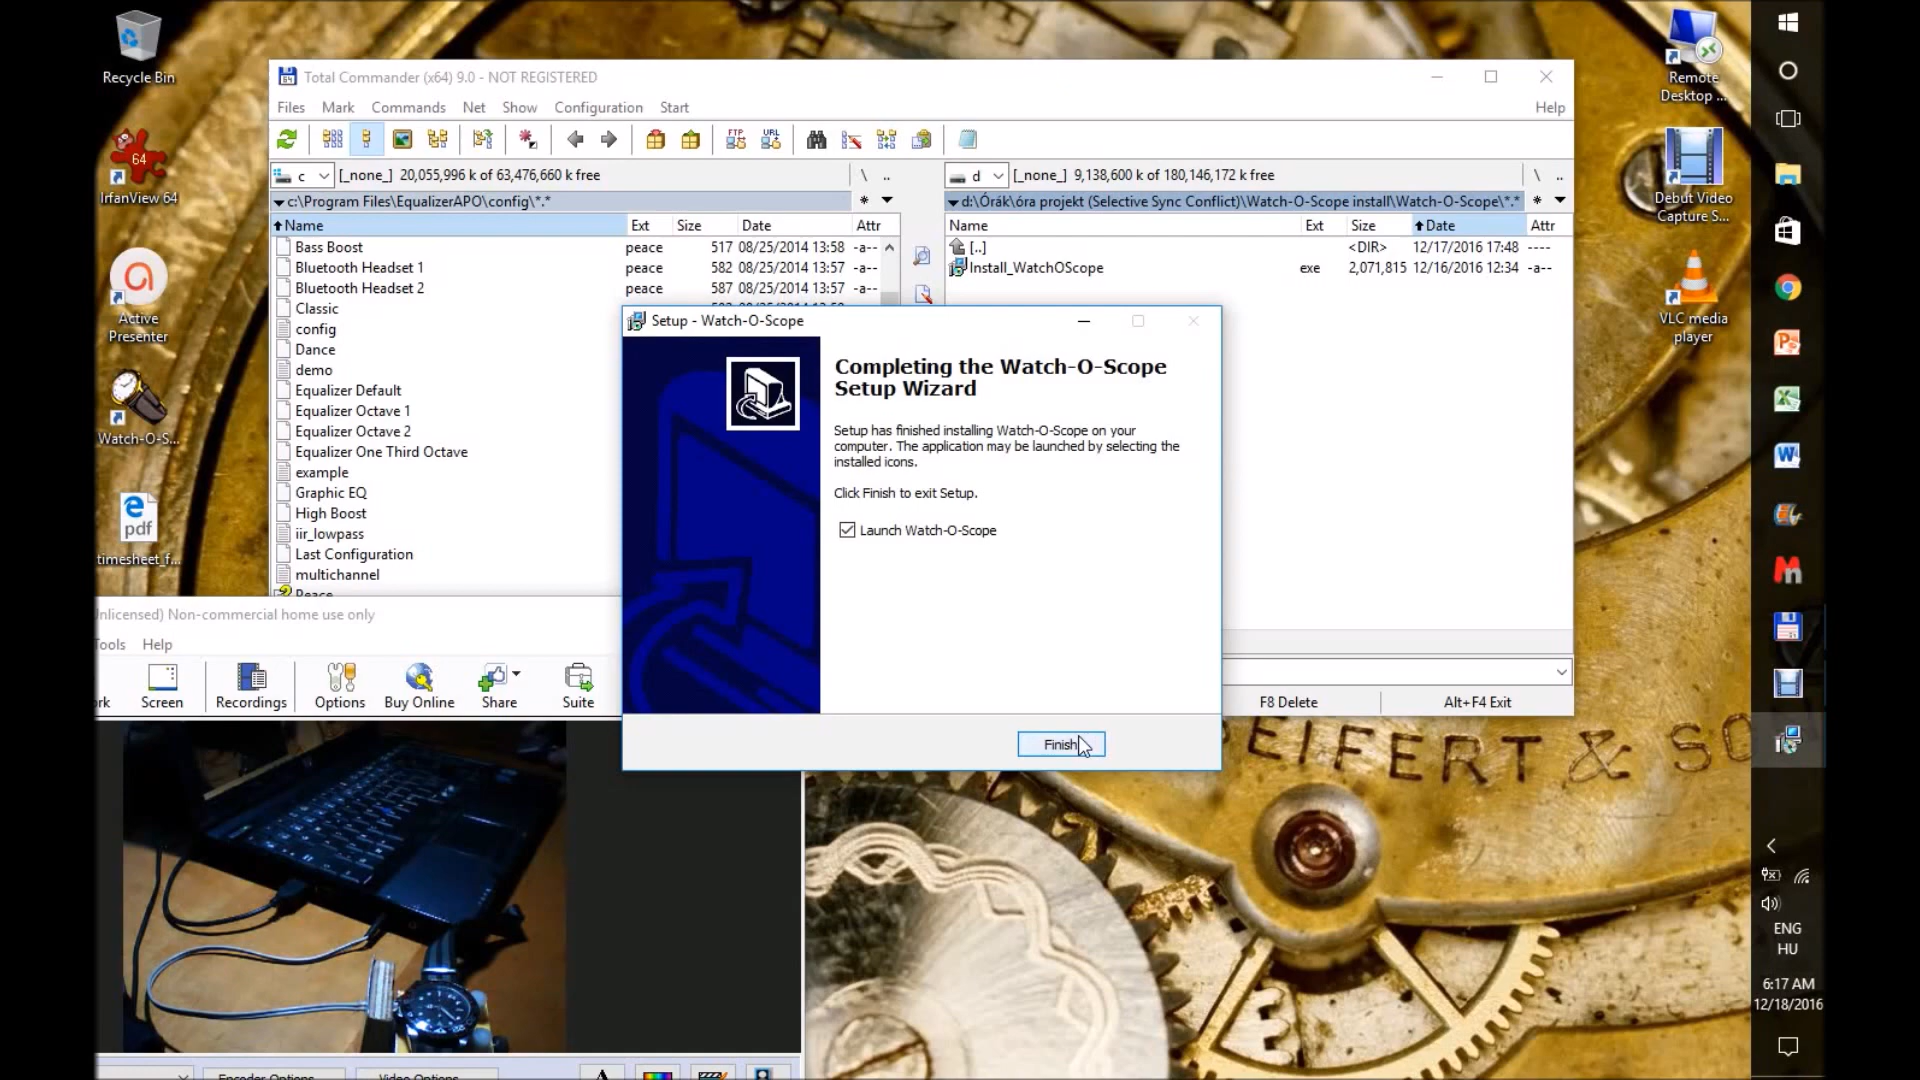 Recycle Bin
64
IrfanView 64
Active
Presenter
Watch-O-S...
pdf
timesheet_f...
Total Commander (x64) 9.0 - NOT REGISTERED
Files Mark Commands Net Show Configuration Start Help
FTP URL
c [_none_] 20,055,996 k of 63,476,660 k free \ ..
d [_none_] 9,138,600 k of 180,146,172 k free \ ..
c:\Program Files\EqualizerAPO\config\*.* *
d:\Órák\óra projekt (Selective Sync Conflict)\Watch-O-Scope install\Watch-O-Scope\*.* *
Name Ext Size Date Attr
Name Ext Size Date Attr
Bass Boost peace 517 08/25/2014 13:58 -a--
[..] <DIR> 12/17/2016 17:48 ----
Bluetooth Headset 1 peace 582 08/25/2014 13:57 -a--
Install_WatchOScope exe 2,071,815 12/16/2016 12:34 -a--
Bluetooth Headset 2 peace 587 08/25/2014 13:57 -a--
Classic
config
Dance
demo
Equalizer Default
Equalizer Octave 1
Equalizer Octave 2
Equalizer One Third Octave
example
Graphic EQ
High Boost
iir_lowpass
Last Configuration
multichannel
Peace
Setup - Watch-O-Scope
Completing the Watch-O-Scope
Setup Wizard
Setup has finished installing Watch-O-Scope on your
computer. The application may be launched by selecting the
installed icons.
Click Finish to exit Setup.
Launch Watch-O-Scope
Finish
F8 Delete Alt+F4 Exit
nlicensed) Non-commercial home use only
Tools Help
rk Screen Recordings Options Buy Online Share Suite
Encoder Options Video Options A
EIFERT & SO
Remote
Desktop ...
Debut Video
Capture S...
VLC media
player
ENG
HU
6:17 AM
12/18/2016